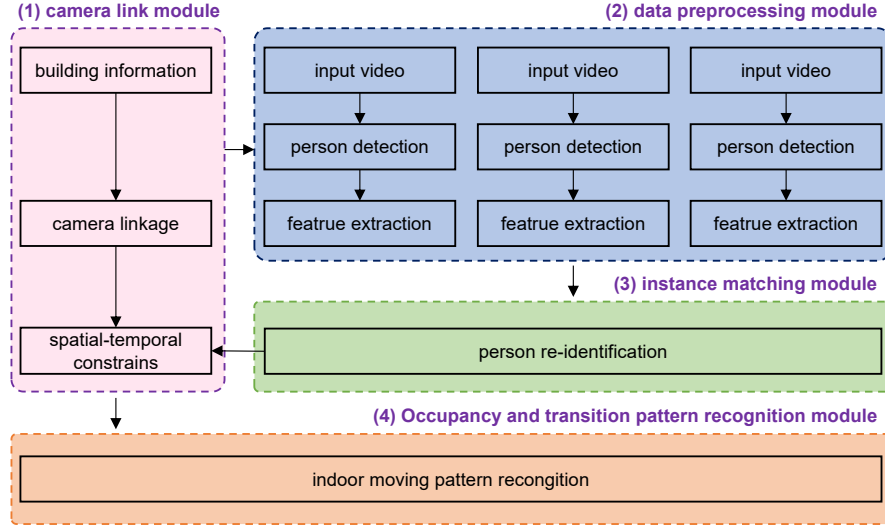 (1) camera link module
building information
camera linkage
spatial-temporal
constrains
(2) data preprocessing module
input video
person detection
featrue extraction
input video
person detection
featrue extraction
input video
person detection
featrue extraction
(3) instance matching module
person re-identification
(4) Occupancy and transition pattern recognition module
indoor moving pattern recongition